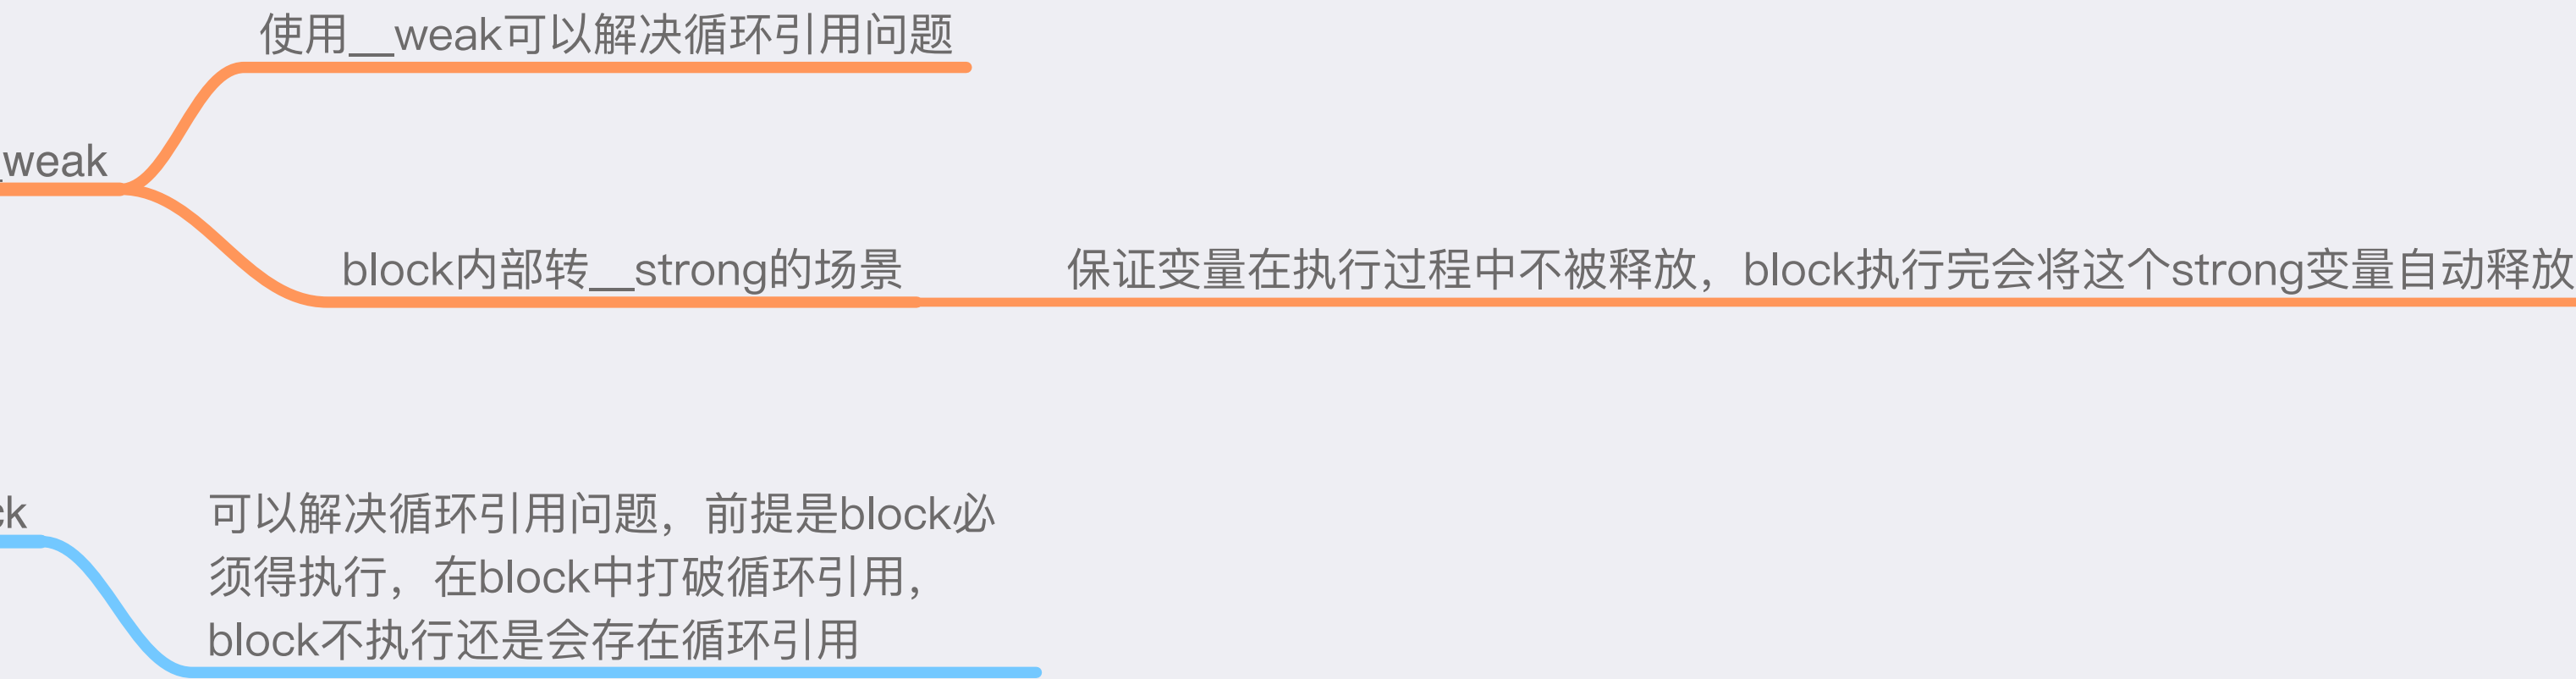 使用__weak可以解决循环引用问题
_weak
block内部转__strong的场景
保证变量在执行过程中不被释放，block执行完会将这个strong变量自动释放
ck
可以解决循环引用问题，前提是block必
须得执行，在block中打破循环引用，
block不执行还是会存在循环引用